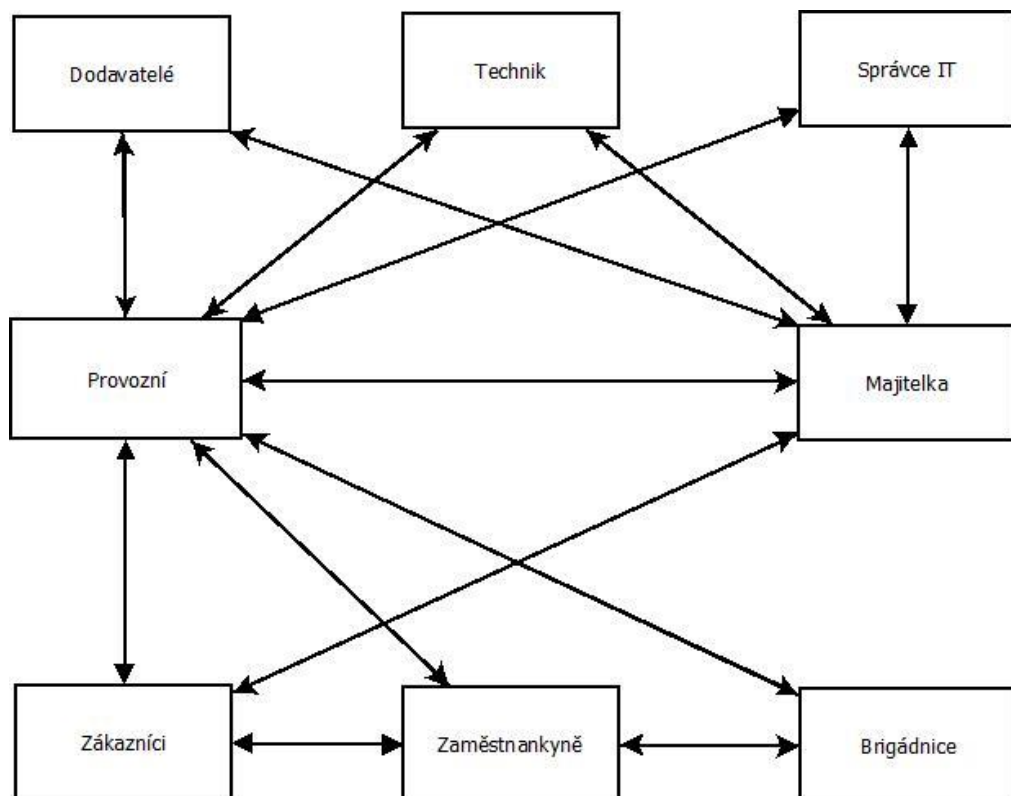 Dodavatelé
Technik
Správce IT
Provozní
Majitelka
Zákazníci
Zaměstnankyně
Brigádnice